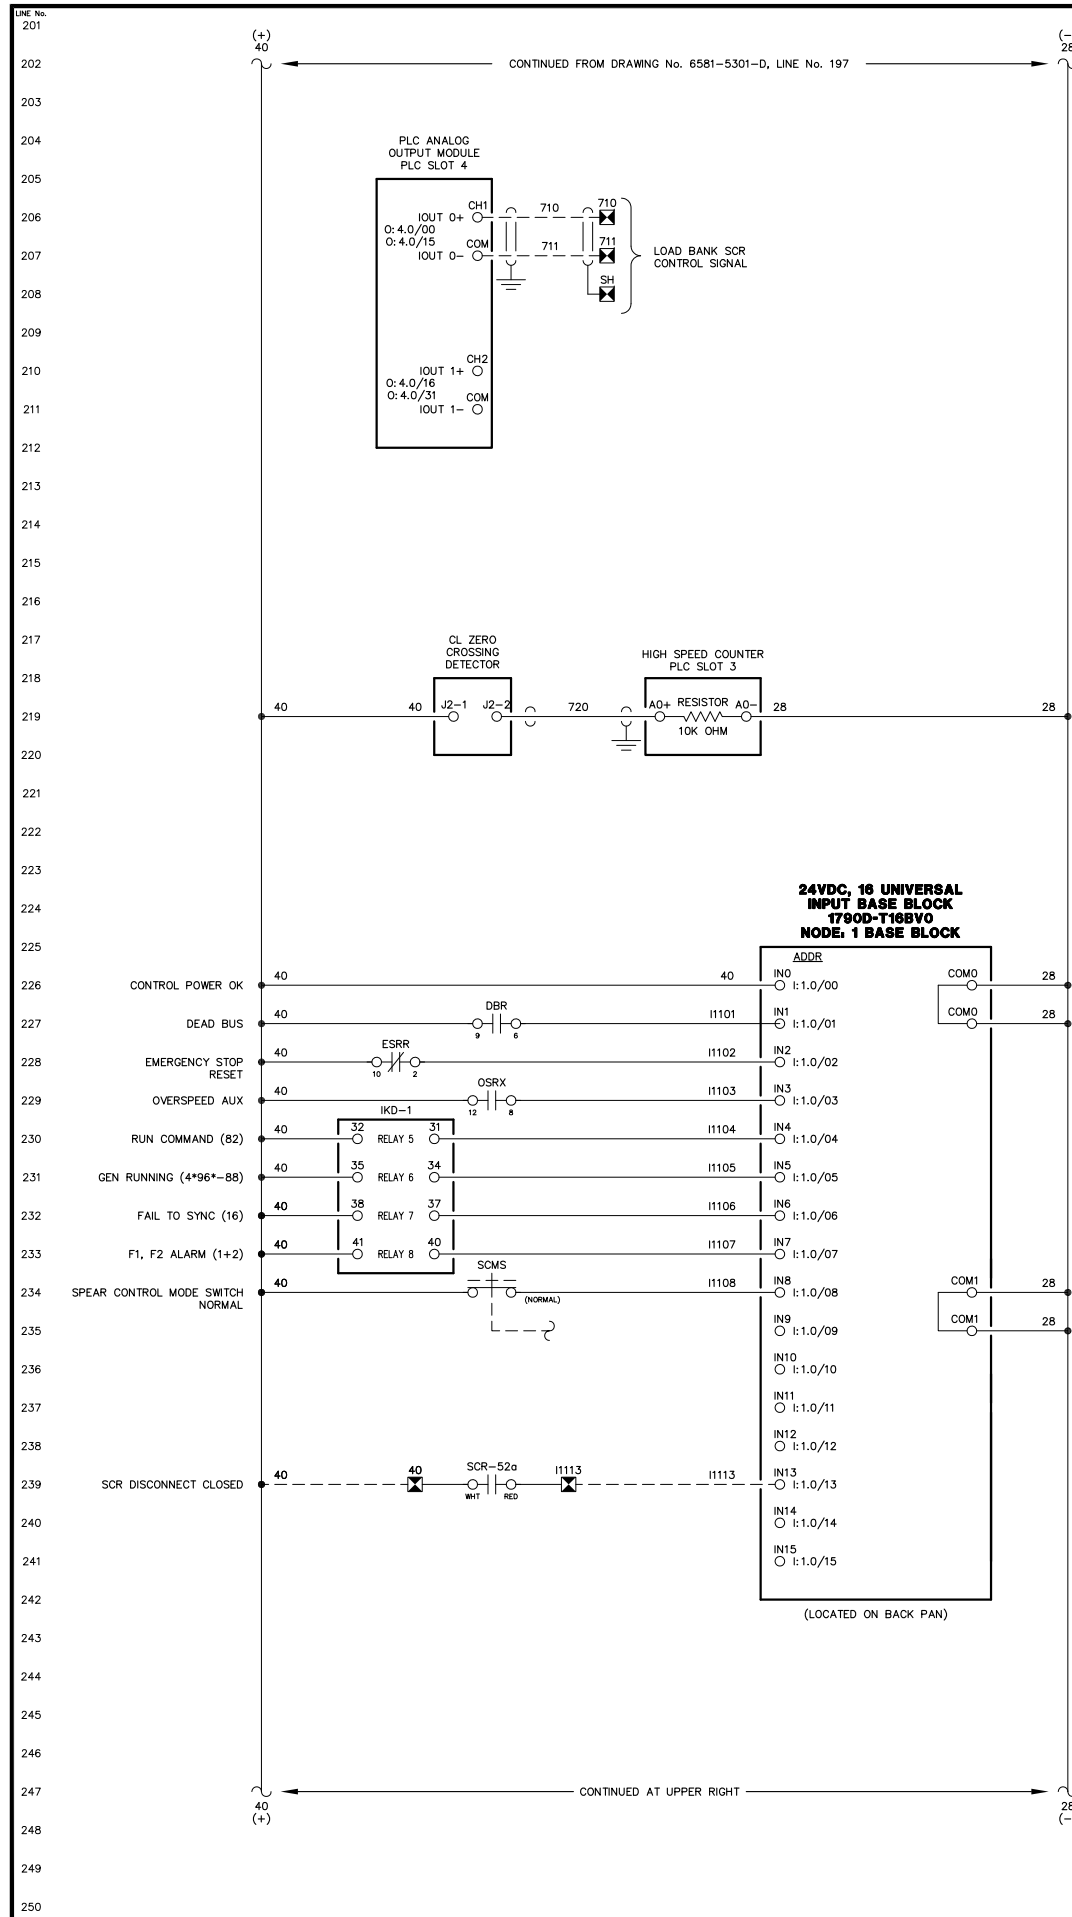 LINE No.
201
(+)
40
(-
28
202
CONTINUED FROM DRAWING No. 6581-5301-D, LINE No. 197
203
204
PLC ANALOG
OUTPUT MODULE
PLC SLOT 4
205
206
IOUT 0+
CH1
710
710
O: 4.0/00
O: 4.0/15
207
IOUT 0-
COM
711
711
LOAD BANK SCR
CONTROL SIGNAL
208
SH
209
210
IOUT 1+
CH2
O: 4.0/16
O: 4.0/31
211
IOUT 1-
COM
212
213
214
215
216
217
CL ZERO
CROSSING
DETECTOR
HIGH SPEED COUNTER
PLC SLOT 3
218
219
40
40
J2-1
J2-2
720
A0+
RESISTOR
A0-
28
28
10K OHM
220
221
222
223
224
24VDC, 16 UNIVERSAL
INPUT BASE BLOCK
1790D-T16BV0
NODE: 1 BASE BLOCK
225
ADDR
226
CONTROL POWER OK
40
40
IN0
I:1.0/00
COM0
28
227
DEAD BUS
40
DBR
9
6
I1101
IN1
I:1.0/01
COM0
28
228
EMERGENCY STOP
RESET
40
ESRR
10
2
I1102
IN2
I:1.0/02
229
OVERSPEED AUX
40
OSRX
12
8
I1103
IN3
I:1.0/03
IKD-1
230
RUN COMMAND (82)
40
32
RELAY 5
31
I1104
IN4
I:1.0/04
231
GEN RUNNING (4*96*-88)
40
35
RELAY 6
34
I1105
IN5
I:1.0/05
232
FAIL TO SYNC (16)
40
38
RELAY 7
37
I1106
IN6
I:1.0/06
233
F1, F2 ALARM (1+2)
40
41
RELAY 8
40
I1107
IN7
I:1.0/07
234
SPEAR CONTROL MODE SWITCH
NORMAL
40
SCMS
(NORMAL)
I1108
IN8
I:1.0/08
COM1
28
235
IN9
I:1.0/09
COM1
28
236
IN10
I:1.0/10
237
IN11
I:1.0/11
238
IN12
I:1.0/12
239
SCR DISCONNECT CLOSED
40
40
SCR-52a
WHT
RED
I1113
I1113
IN13
I:1.0/13
240
IN14
I:1.0/14
241
IN15
I:1.0/15
242
(LOCATED ON BACK PAN)
243
244
245
246
247
CONTINUED AT UPPER RIGHT
40
(+)
28
(-
248
249
250